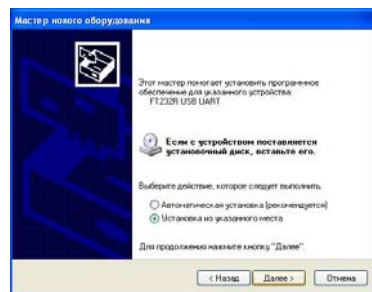 Мастер нового оборудования
Этот мастер помогает установить программное
обеспечение для указанного устройства:
FT232R USB UART
Если с устройством поставляется
установочный диск, вставьте его.
Выберите действие, которое следует выполнить.
Автоматическая установка (рекомендуется)
Установка из указанного места
Для продолжения нажмите кнопку "Далее".
< Назад
Далее >
Отмена